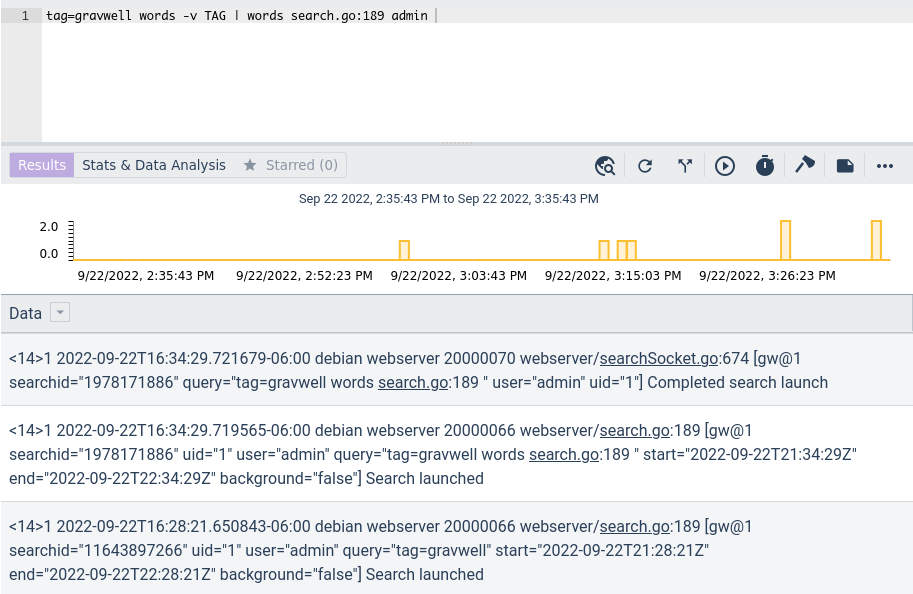 1 tag=gravwell words -v TAG | words search.go:189 admin
Results Stats & Data Analysis Starred (0)
Sep 22 2022, 2:35:43 PM to Sep 22 2022, 3:35:43 PM
2.0
0.0
9/22/2022, 2:35:43 PM 9/22/2022, 2:52:23 PM 9/22/2022, 3:03:43 PM 9/22/2022, 3:15:03 PM 9/22/2022, 3:26:23 PM
Data
<14>1 2022-09-22T16:34:29.721679-06:00 debian webserver 20000070 webserver/searchSocket.go:674 [gw@1
searchid="1978171886" query="tag=gravwell words search.go:189 " user="admin" uid="1"] Completed search launch
<14>1 2022-09-22T16:34:29.719565-06:00 debian webserver 20000066 webserver/search.go:189 [gw@1
searchid="1978171886" uid="1" user="admin" query="tag=gravwell words search.go:189 " start="2022-09-22T21:34:29Z"
end="2022-09-22T22:34:29Z" background="false"] Search launched
<14>1 2022-09-22T16:28:21.650843-06:00 debian webserver 20000066 webserver/search.go:189 [gw@1
searchid="11643897266" uid="1" user="admin" query="tag=gravwell" start="2022-09-22T21:28:21Z"
end="2022-09-22T22:28:21Z" background="false"] Search launched